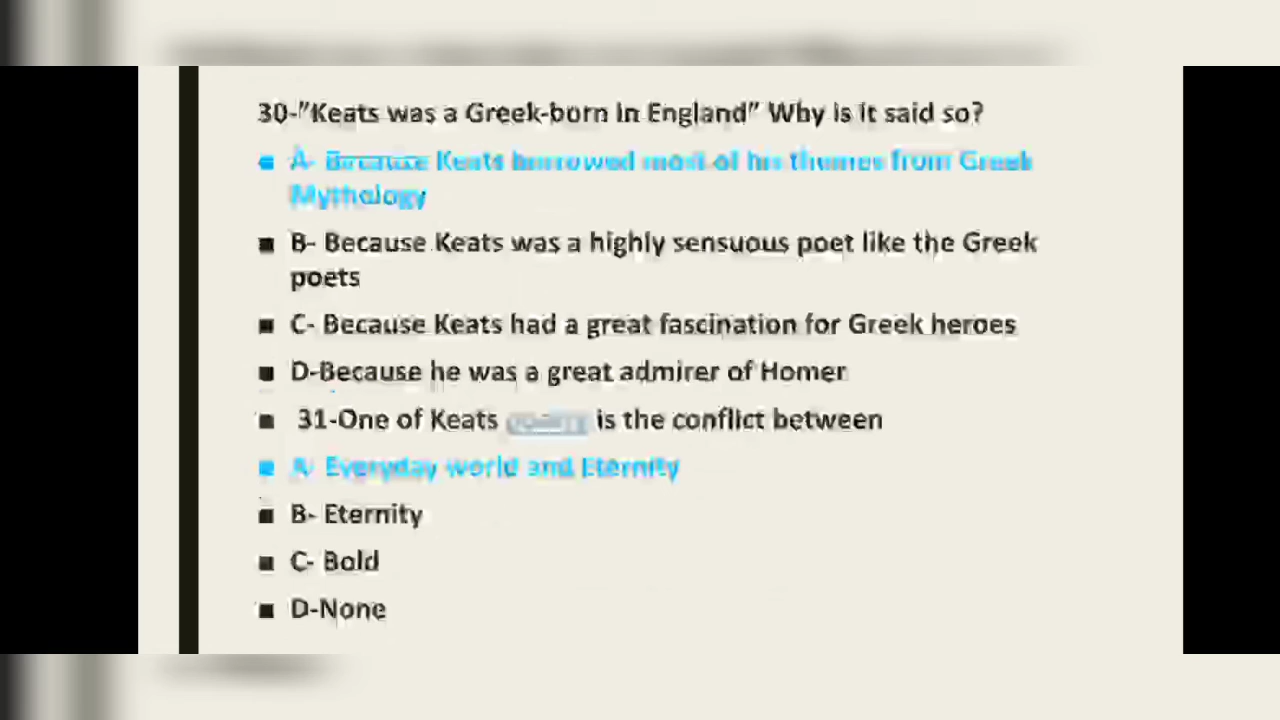 30-"Keats was a Greek-born in England" Why is it said so?
A- Because Keats borrowed most of his themes from Greek
Mythology
B- Because Keats was a highly sensuous poet like the Greek
poets
C- Because Keats had a great fascination for Greek heroes
D-Because he was a great admirer of Homer
31-One of Keats poetry is the conflict between
A- Everyday world and Eternity
B- Eternity
C- Bold
D-None